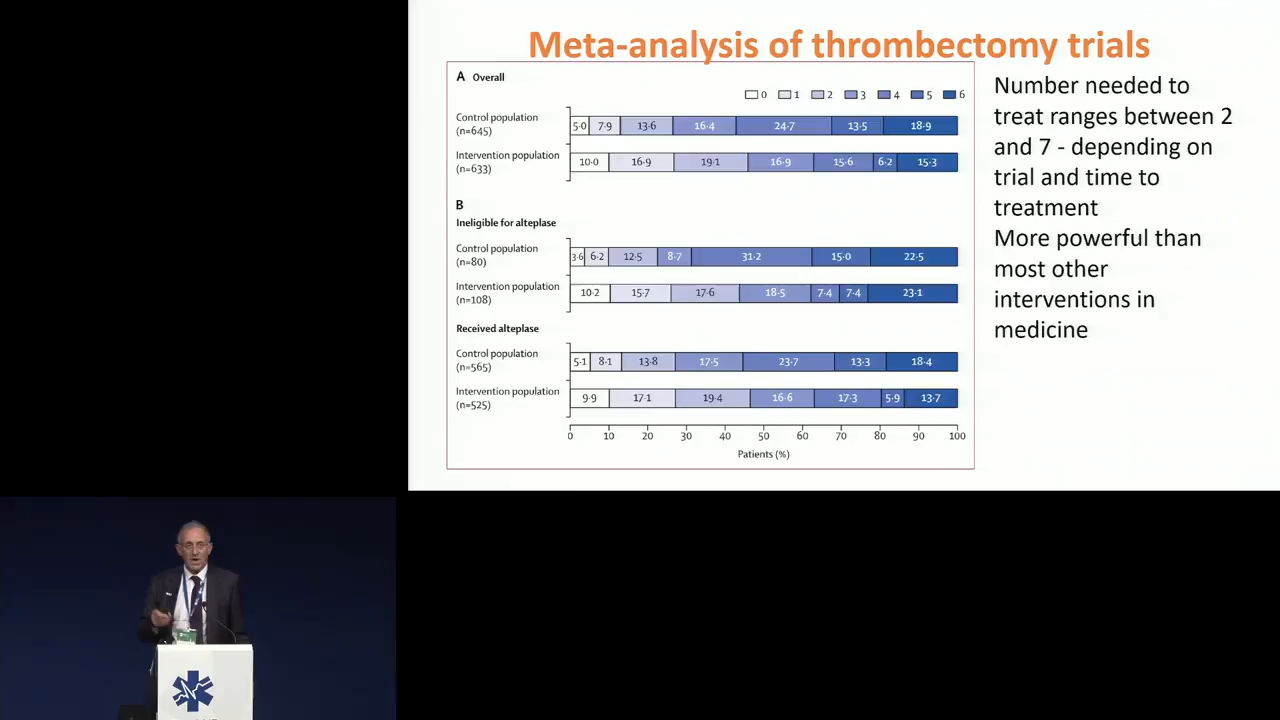 Meta-analysis of thrombectomy trials
A Overall
0 1 2 3 4 5 6
Control population
(n=645)
5·0 7·9 13·6 16·4 24·7 13·5 18·9
Intervention population
(n=633)
10·0 16·9 19·1 16·9 15·6 6·2 15·3
B
Ineligible for alteplase
Control population
(n=80)
3·6 6·2 12·5 8·7 31·2 15·0 22·5
Intervention population
(n=108)
10·2 15·7 17·6 18·5 7·4 7·4 23·1
Received alteplase
Control population
(n=565)
5·1 8·1 13·8 17·5 23·7 13·3 18·4
Intervention population
(n=525)
9·9 17·1 19·4 16·6 17·3 5·9 13·7
0 10 20 30 40 50 60 70 80 90 100
Patients (%)
Number needed to
treat ranges between 2
and 7 - depending on
trial and time to
treatment
More powerful than
most other
interventions in
medicine